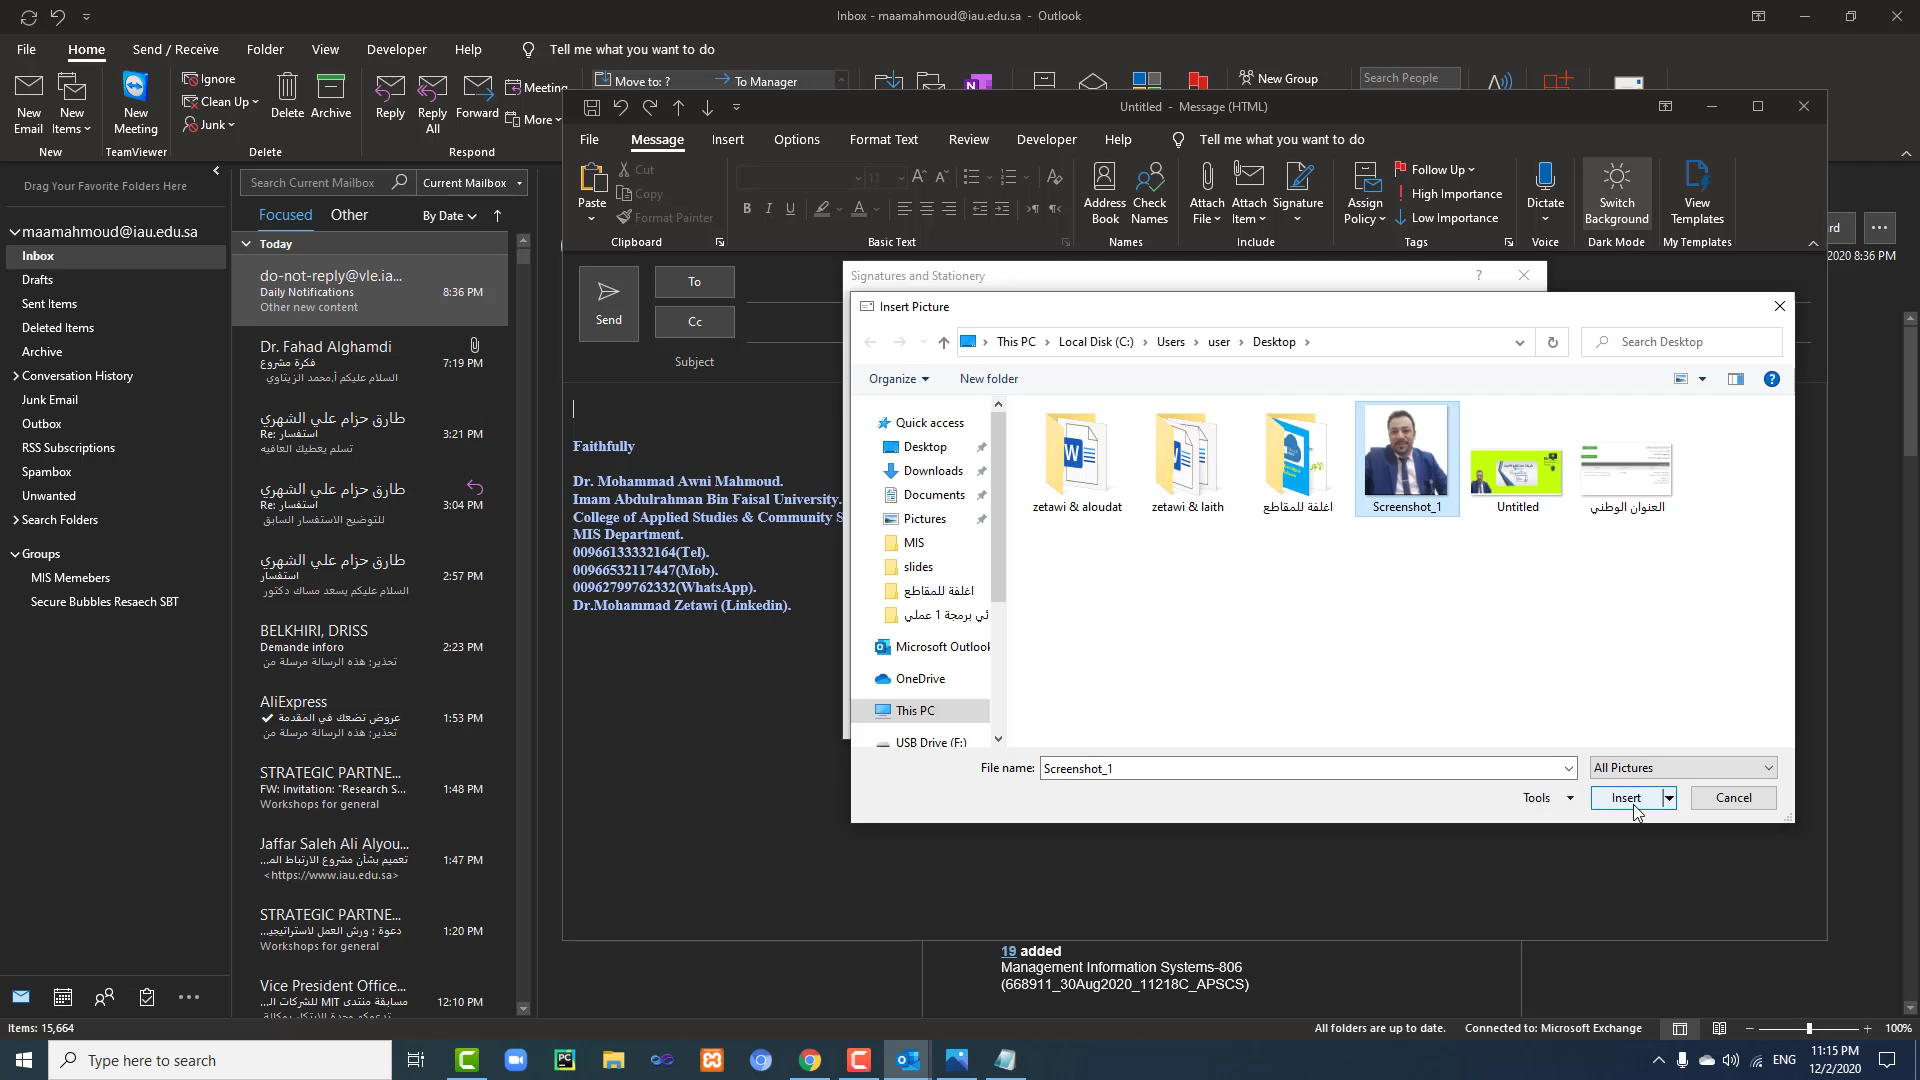 Inbox - maamahmoud@iau.edu.sa - Outlook
File Home Send / Receive Folder View Developer Help Tell me what you want to do
New Email
New Items
New
New Meeting
TeamViewer
Ignore
Clean Up
Junk
Delete
Archive
Delete
Reply
Reply All
Forward
Meeting
More
Respond
Move to: ?
To Manager
New Group
Search People
Drag Your Favorite Folders Here
maamahmoud@iau.edu.sa
Inbox
Drafts
Sent Items
Deleted Items
Archive
Conversation History
Junk Email
Outbox
RSS Subscriptions
Spambox
Unwanted
Search Folders
Groups
MIS Memebers
Secure Bubbles Resaech SBT
Search Current Mailbox
Current Mailbox
Focused Other By Date
Today
do-not-reply@vle.ia...
Daily Notifications 8:36 PM
Other new content
Dr. Fahad Alghamdi
فكرة مشروع 7:19 PM
السلام عليكم أ.محمد الزيتاوي
طارق حزام علي الشهري
Re: استفسار 3:21 PM
تسلم يعطيك العافيه
طارق حزام علي الشهري
Re: استفسار 3:04 PM
للتوضيح الاستفسار السابق
طارق حزام علي الشهري
استفسار 2:57 PM
السلام عليكم يسعد مساك دكتور
BELKHIRI, DRISS
Demande inforo 2:23 PM
تحذير: هذه الرسالة مرسلة من
AliExpress
عروض تضعك في المقدمة 1:53 PM
تحذير: هذه الرسالة مرسلة من
STRATEGIC PARTNE...
FW: Invitation: "Research S... 1:48 PM
Workshops for general
Jaffar Saleh Ali Alyou...
تعميم بشأن مشروع الارتباط الم... 1:47 PM
<https://www.iau.edu.sa>
STRATEGIC PARTNE...
دعوة : ورش العمل لاستراتيجيـ... 1:20 PM
Workshops for general
Vice President Office...
مسابقة منتدى MIT للشركات الـ... 12:10 PM
Untitled - Message (HTML)
File Message Insert Options Format Text Review Developer Help Tell me what you want to do
Paste
Cut
Copy
Format Painter
Clipboard
11
B I U
Basic Text
Address Book
Check Names
Names
Attach File
Attach Item
Signature
Include
Assign Policy
Follow Up
High Importance
Low Importance
Tags
Dictate
Voice
Switch Background
Dark Mode
View Templates
My Templates
rd
2020 8:36 PM
Send
To
Cc
Subject
Faithfully
Dr. Mohammad Awni Mahmoud.
Imam Abdulrahman Bin Faisal University.
College of Applied Studies & Community S
MIS Department.
00966133332164(Tel).
00966532117447(Mob).
00962799762332(WhatsApp).
Dr.Mohammad Zetawi (Linkedin).
Signatures and Stationery
Insert Picture
This PC Local Disk (C:) Users user Desktop
Search Desktop
Organize New folder
Quick access
Desktop
Downloads
Documents
Pictures
MIS
slides
اغلفة للمقاطع
ئي برمجة 1 عملي
Microsoft Outlook
OneDrive
This PC
USB Drive (F:)
zetawi & aloudat
zetawi & laith
اغلفة للمقاطع
Screenshot_1
Untitled
العنوان الوطني
File name: Screenshot_1
All Pictures
Tools Insert Cancel
19 added
Management Information Systems-806
(668911_30Aug2020_11218C_APSCS)
Items: 15,664
All folders are up to date. Connected to: Microsoft Exchange 100%
Type here to search
ENG
11:15 PM
12/2/2020